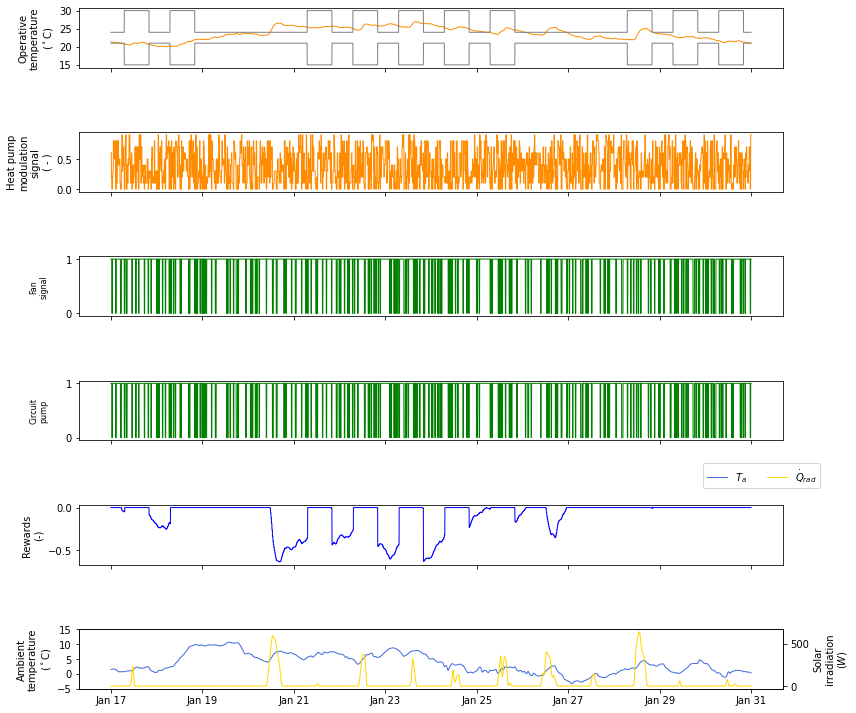 Operative
temperature
(°C)
30
25
20
15
Heat pump
modulation
signal
( - )
0.5
0.0
Fan
signal
1
0
Circuit
pump
1
0
T_a
Q̇_rad
Rewards
(-)
0.0
−0.5
Ambient
temperature
(°C)
15
10
5
0
−5
500
0
Solar
irradiation
(W)
Jan 17 Jan 19 Jan 21 Jan 23 Jan 25 Jan 27 Jan 29 Jan 31